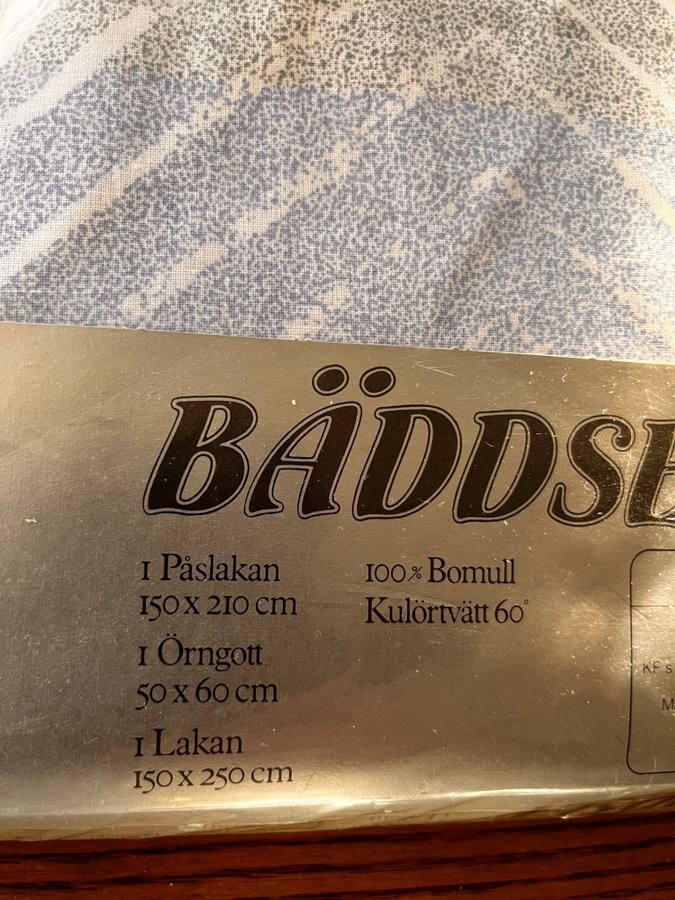 BÄDDSE
1 Påslakan
150 x 210 cm
1 Örngott
50 x 60 cm
1 Lakan
150 x 250 cm
100% Bomull
Kulörtvätt 60°
KF s
M